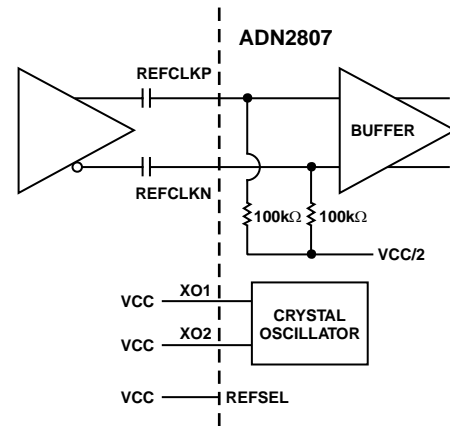 ADN2807
REFCLKP
BUFFER
REFCLKN
100kΩ 100kΩ
VCC/2
VCC XO1
CRYSTAL
OSCILLATOR
VCC XO2
VCC REFSEL